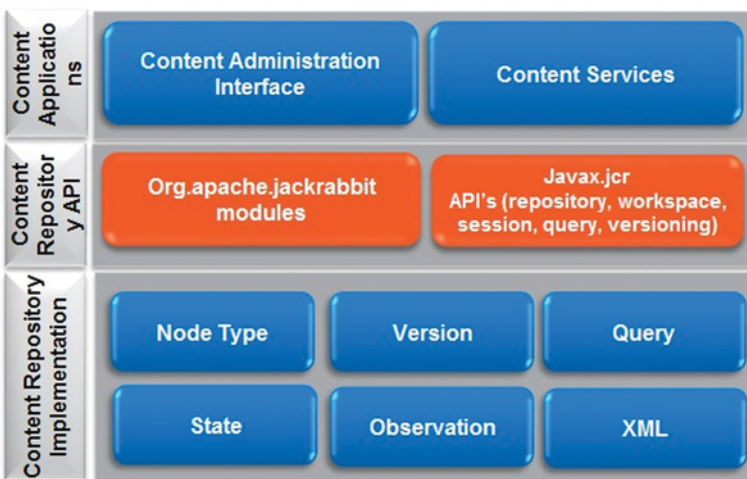 Content
Applicatio
ns
Content Administration
Interface
Content Services
Content
Repositor
y API
Org.apache.jackrabbit
modules
Javax.jcr
API's (repository, workspace,
session, query, versioning)
Content Repository
Implementation
Node Type
Version
Query
State
Observation
XML